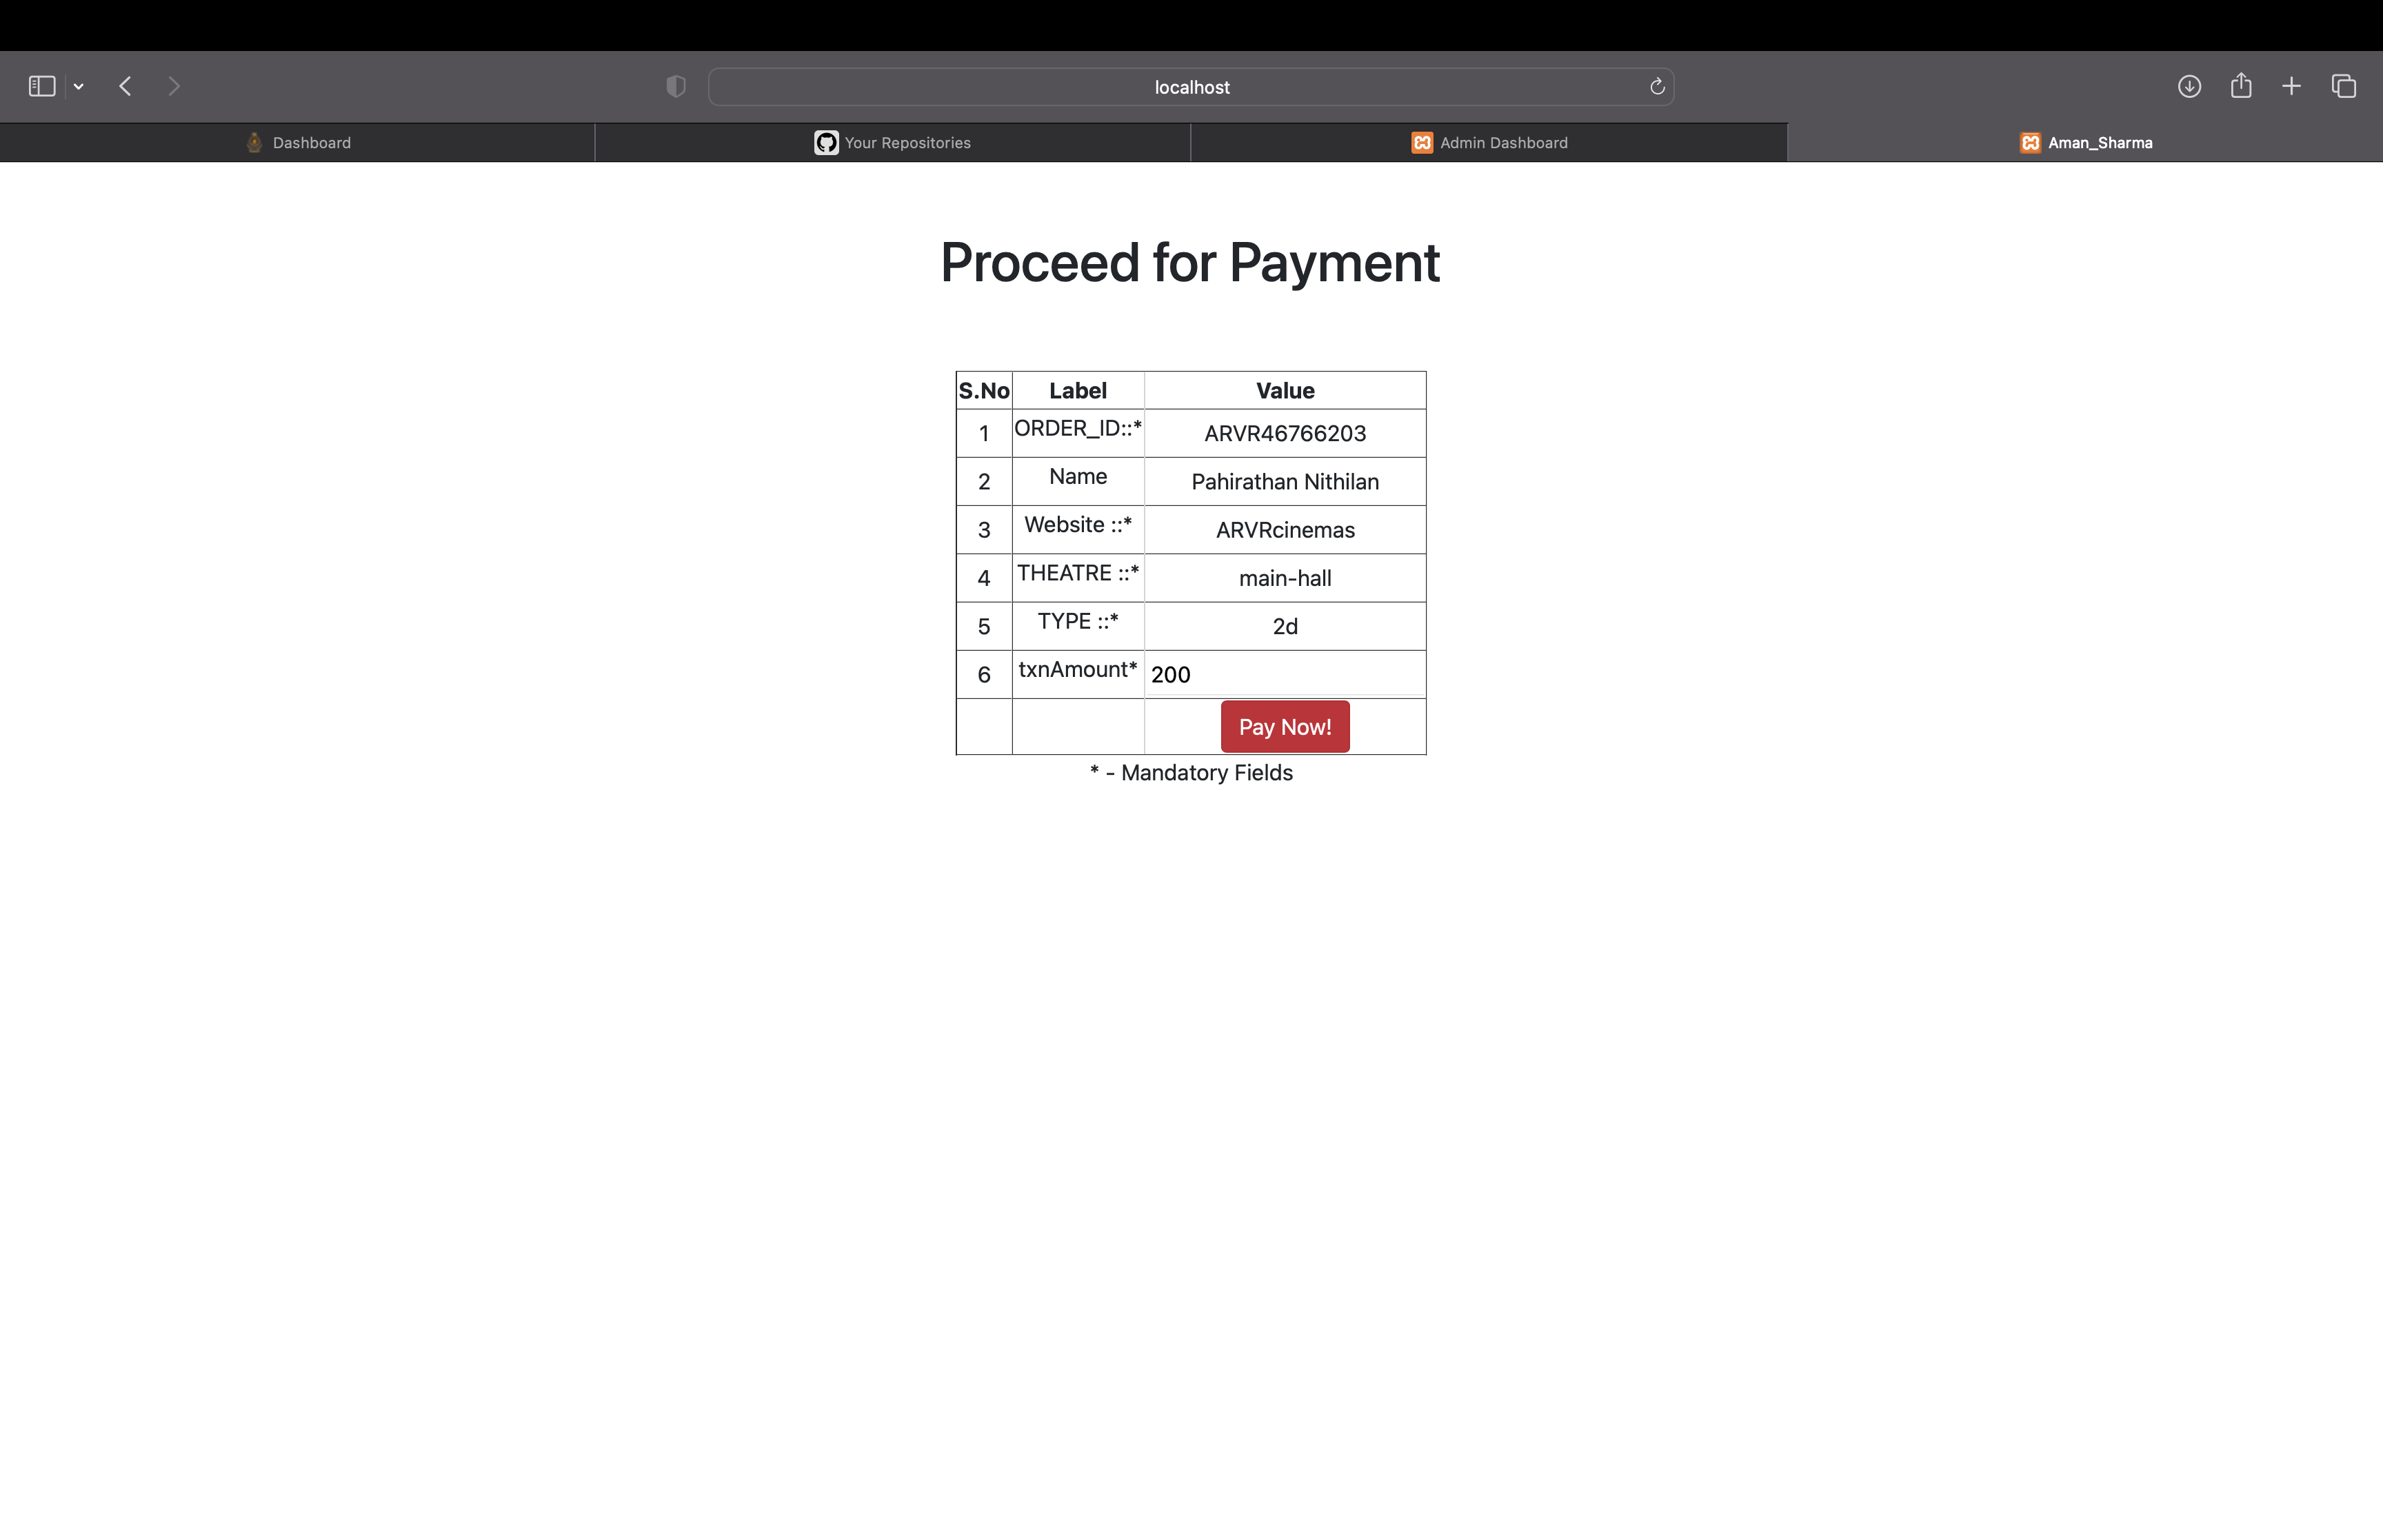 localhost
Dashboard
Your Repositories
Admin Dashboard
Aman_Sharma
Proceed for Payment
S.No Label Value
1 ORDER_ID::* ARVR46766203
2 Name Pahirathan Nithilan
3 Website ::* ARVRcinemas
4 THEATRE ::* main-hall
5 TYPE ::* 2d
6 txnAmount* 200
Pay Now!
* - Mandatory Fields